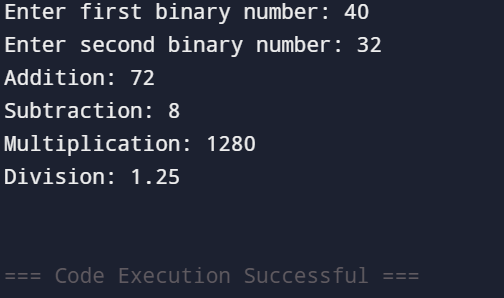 Enter first binary number: 40
Enter second binary number: 32
Addition: 72
Subtraction: 8
Multiplication: 1280
Division: 1.25
=== Code Execution Successful ===